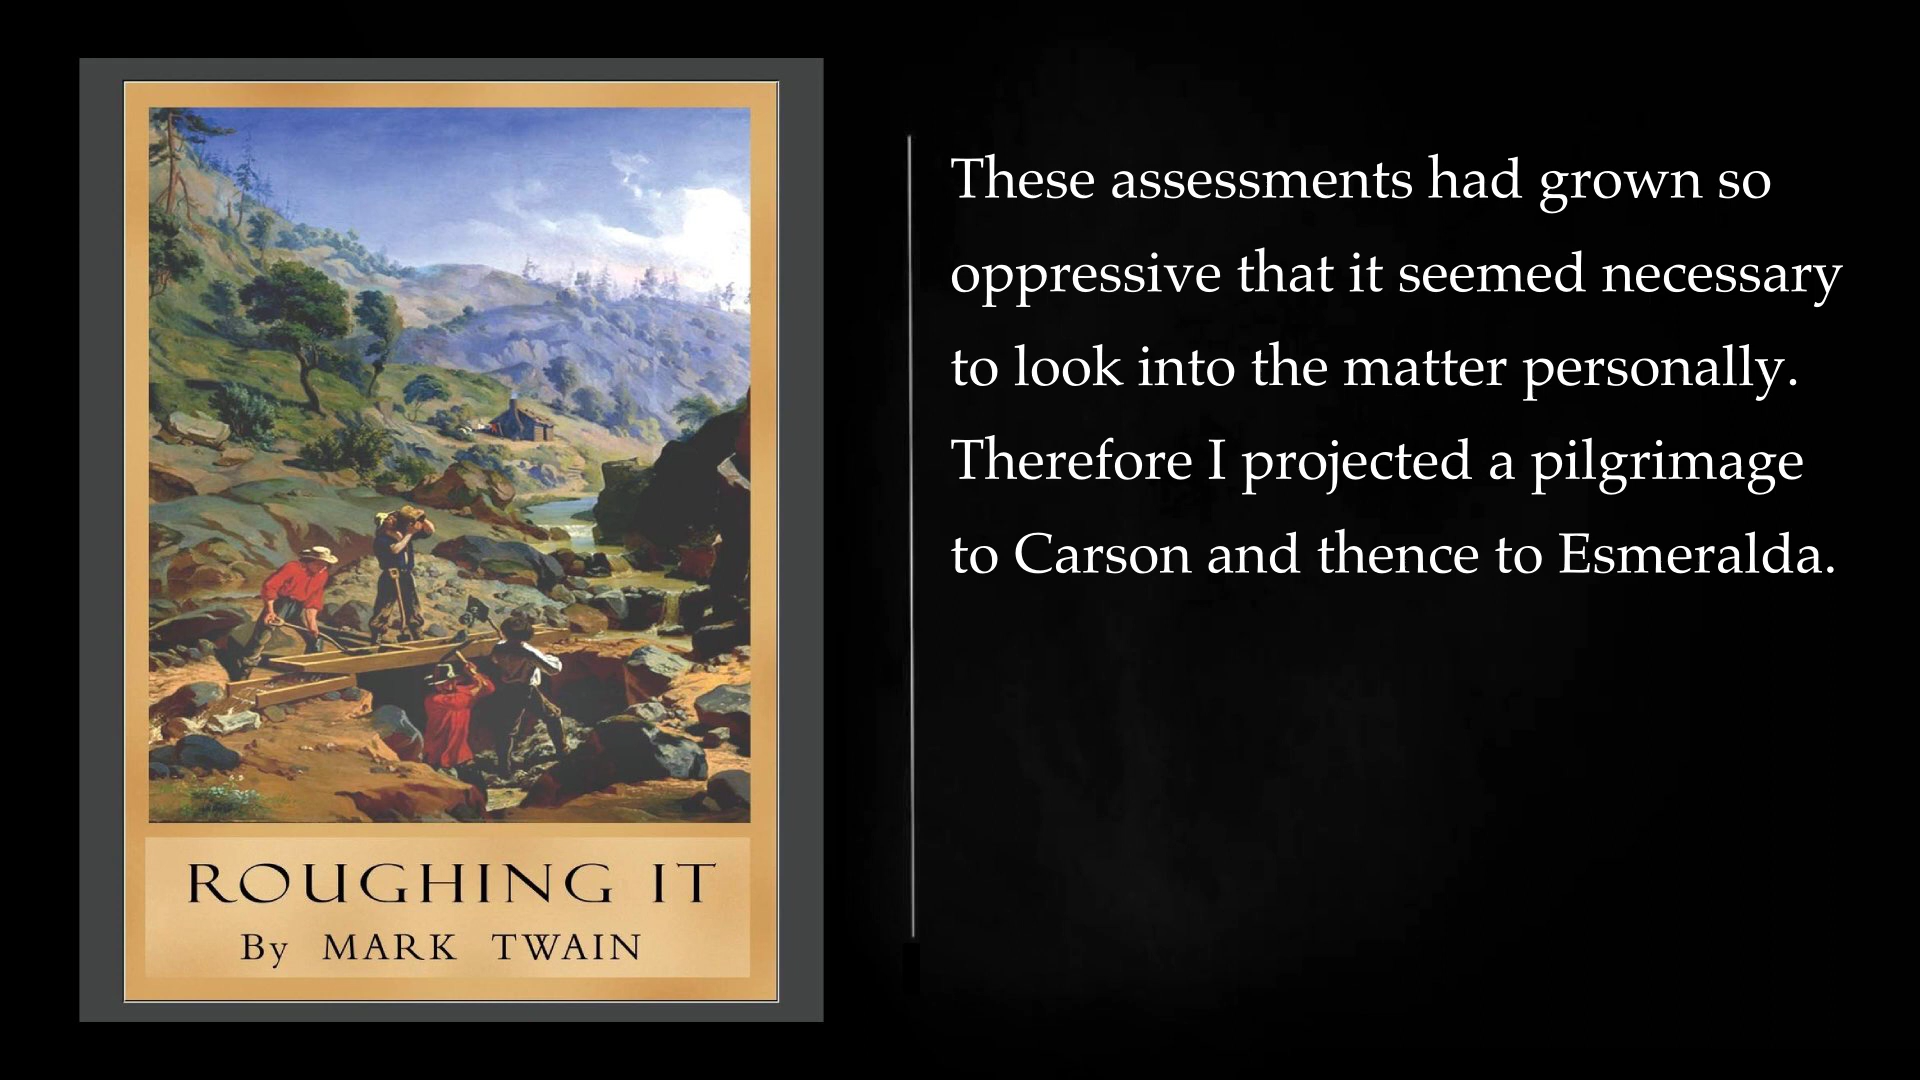 ROUGHING IT
By MARK TWAIN
These assessments had grown so
oppressive that it seemed necessary
to look into the matter personally.
Therefore I projected a pilgrimage
to Carson and thence to Esmeralda.